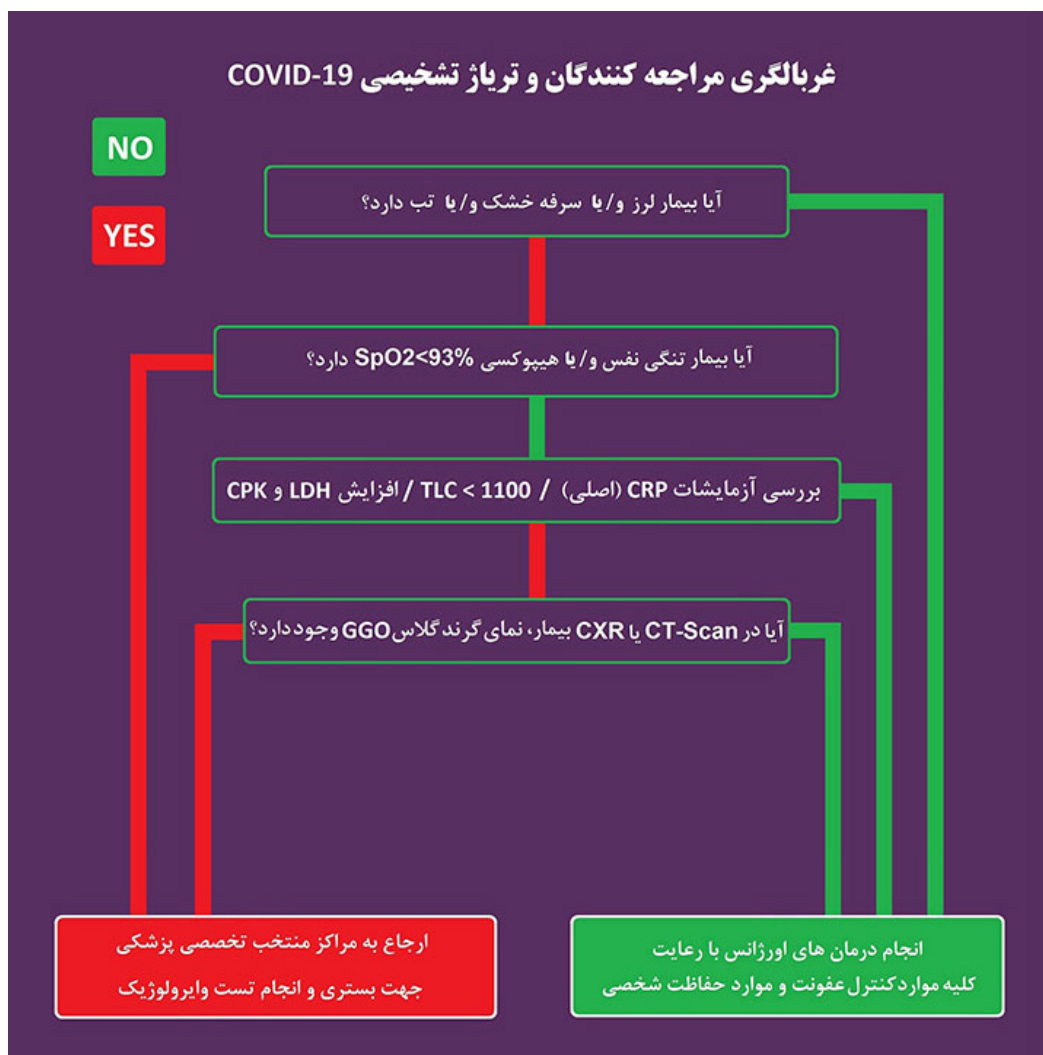 غربالگری مراجعه کنندگان و تریاژ تشخیصی COVID-19
NO
YES
آیا بیمار لرز و/یا سرفه خشک و/یا تب دارد؟
آیا بیمار تنگی نفس و/یا هیپوکسی SpO2<93% دارد؟
بررسی آزمایشات CRP (اصلی) / TLC < 1100 / افزایش LDH و CPK
آیا در CT-Scan یا CXR بیمار، نمای گرند گلاس GGO وجود دارد؟
انجام درمان های اورژانس با رعایت
کلیه موارد کنترل عفونت و موارد حفاظت شخصی
ارجاع به مراکز منتخب تخصصی پزشکی
جهت بستری و انجام تست وایرولوژیک